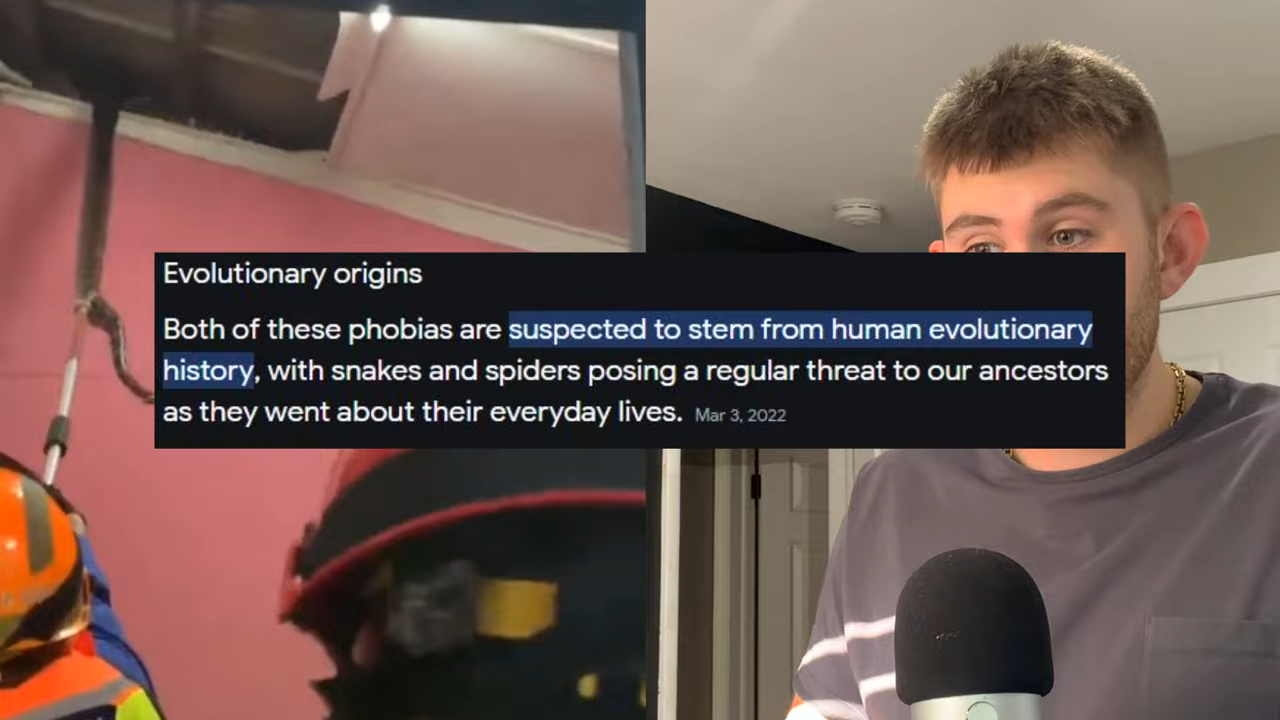 Evolutionary origins
Both of these phobias are suspected to stem from human evolutionary
history, with snakes and spiders posing a regular threat to our ancestors
as they went about their everyday lives. Mar 3, 2022